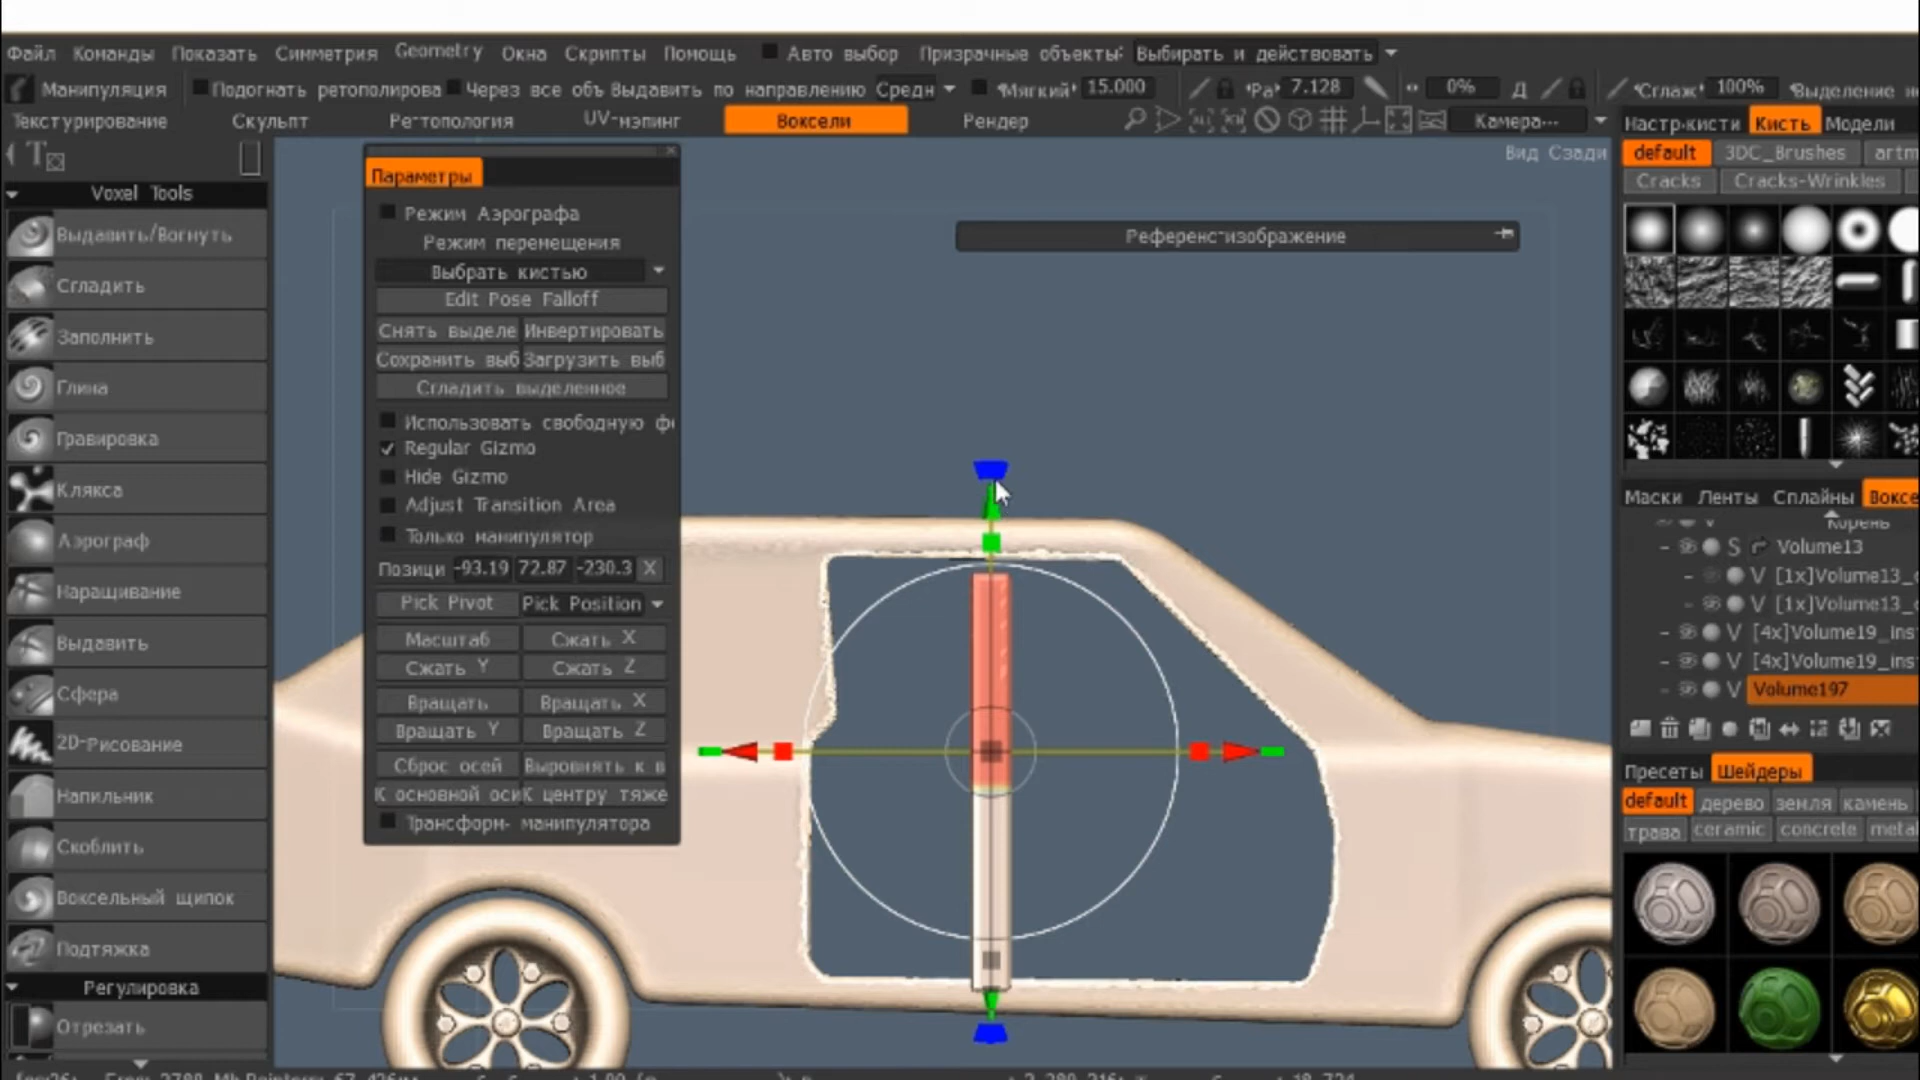 Файл Команды Показать Симметрия Geometry Окна Скрипты Помощь Авто выбор Призрачные объекты: Выбирать и действовать
Манипуляция Подогнать ретополирова Через все объ Выдавить по направлению Средн Мягкий 15.000 Ра 7.128 0% Д Сглаж 100% Выделение
Текстурирование Скульпт Ретопология UV-мэпинг Воксели Рендер Камера... Настр.кисти Кисть Модели
Вид Сзади
default 3DC_Brushes artm
Cracks Cracks-Wrinkles
Voxel Tools
Выдавить/Вогнуть
Сгладить
Заполнить
Глина
Гравировка
Клякса
Аэрограф
Наращивание
Выдавить
Сфера
2D-Рисование
Напильник
Скоблить
Воксельный щипок
Подтяжка
Регулировка
Отрезать
Параметры
Режим Аэрографа
Режим перемещения
Выбрать кистью
Edit Pose Falloff
Снять выделе Инвертировать
Сохранить выб Загрузить выб
Сгладить выделенное
Использовать свободную ф
Regular Gizmo
Hide Gizmo
Adjust Transition Area
Только манипулятор
Позици -93.19 72.87 -230.3 X
Pick Pivot Pick Position
Масштаб Сжать X
Сжать Y Сжать Z
Вращать Вращать X
Вращать Y Вращать Z
Сброс осей Выровнять к в
К основной оси К центру тяже
Трансформ. манипулятора
Референс-изображение
Маски Ленты Сплайны Воксе
Корень
S Volume13
V [1x]Volume13_
V [1x]Volume13_
V [4x]Volume19_ins
V [4x]Volume19_ins
V Volume197
Пресеты Шейдеры
default дерево земля камень
трава ceramic concrete metal